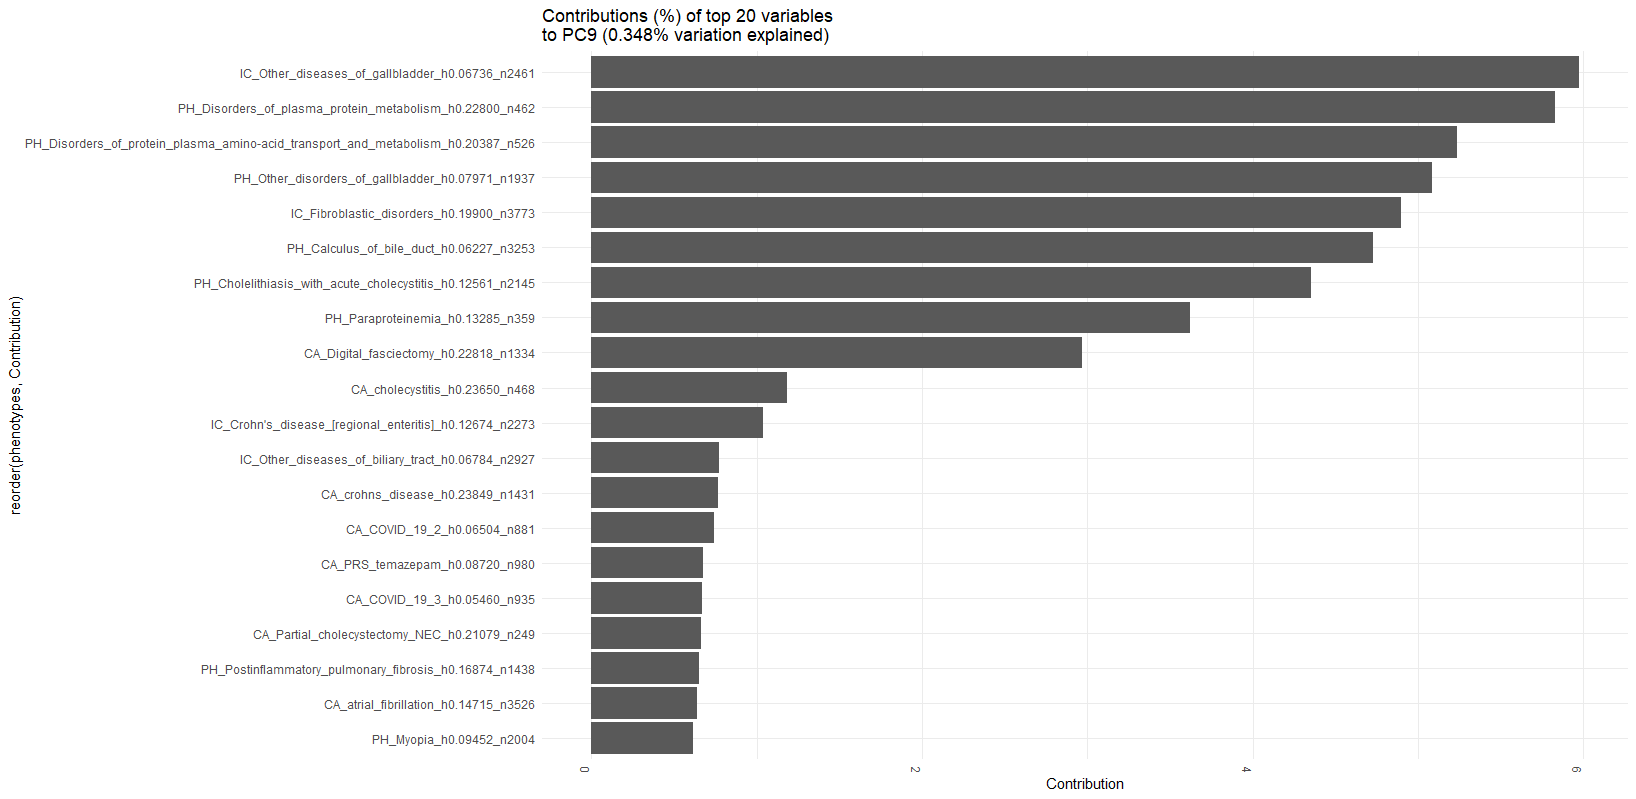 Contributions (%) of top 20 variables
to PC9 (0.348% variation explained)
reorder(phenotypes, Contribution)
IC_Other_diseases_of_gallbladder_h0.06736_n2461
PH_Disorders_of_plasma_protein_metabolism_h0.22800_n462
PH_Disorders_of_protein_plasma_amino-acid_transport_and_metabolism_h0.20387_n526
PH_Other_disorders_of_gallbladder_h0.07971_n1937
IC_Fibroblastic_disorders_h0.19900_n3773
PH_Calculus_of_bile_duct_h0.06227_n3253
PH_Cholelithiasis_with_acute_cholecystitis_h0.12561_n2145
PH_Paraproteinemia_h0.13285_n359
CA_Digital_fasciectomy_h0.22818_n1334
CA_cholecystitis_h0.23650_n468
IC_Crohn's_disease_[regional_enteritis]_h0.12674_n2273
IC_Other_diseases_of_biliary_tract_h0.06784_n2927
CA_crohns_disease_h0.23849_n1431
CA_COVID_19_2_h0.06504_n881
CA_PRS_temazepam_h0.08720_n980
CA_COVID_19_3_h0.05460_n935
CA_Partial_cholecystectomy_NEC_h0.21079_n249
PH_Postinflammatory_pulmonary_fibrosis_h0.16874_n1438
CA_atrial_fibrillation_h0.14715_n3526
PH_Myopia_h0.09452_n2004
0 2 4 6
Contribution